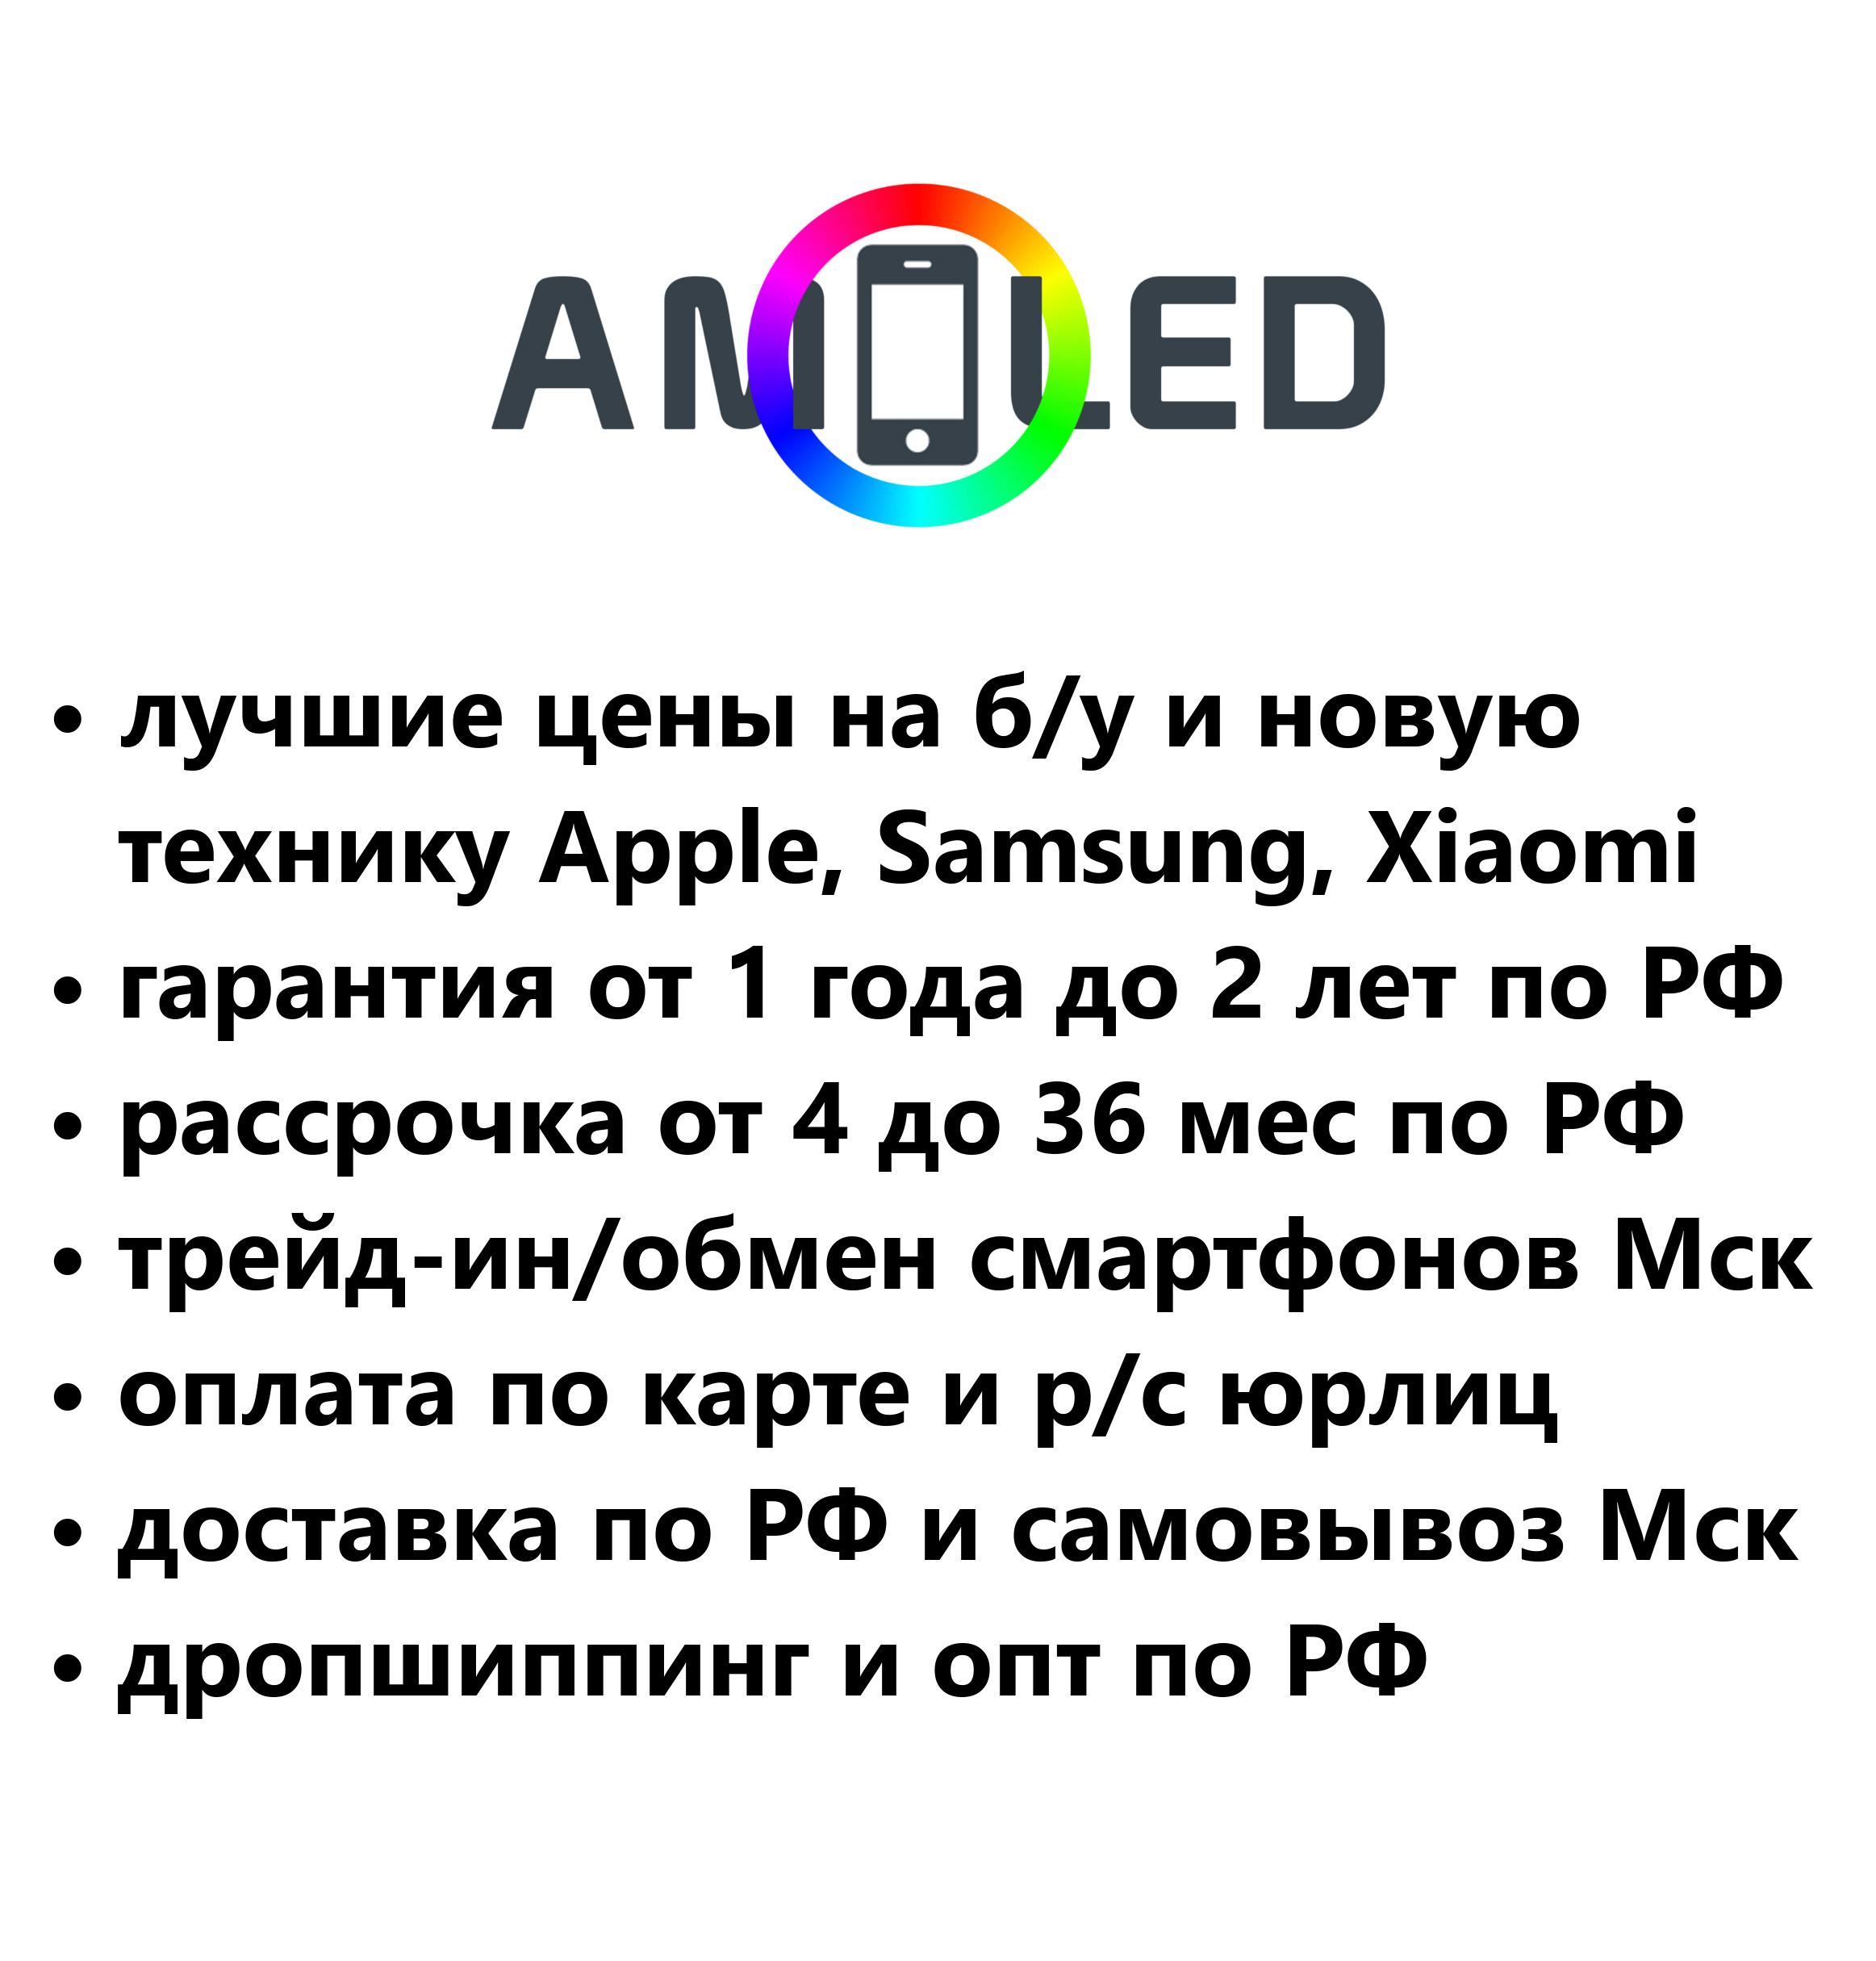 AMOLED
• лучшие цены на б/у и новую
технику Apple, Samsung, Xiaomi
• гарантия от 1 года до 2 лет по РФ
• рассрочка от 4 до 36 мес по РФ
• трейд-ин/обмен смартфонов Мск
• оплата по карте и р/с юрлиц
• доставка по РФ и самовывоз Мск
• дропшиппинг и опт по РФ